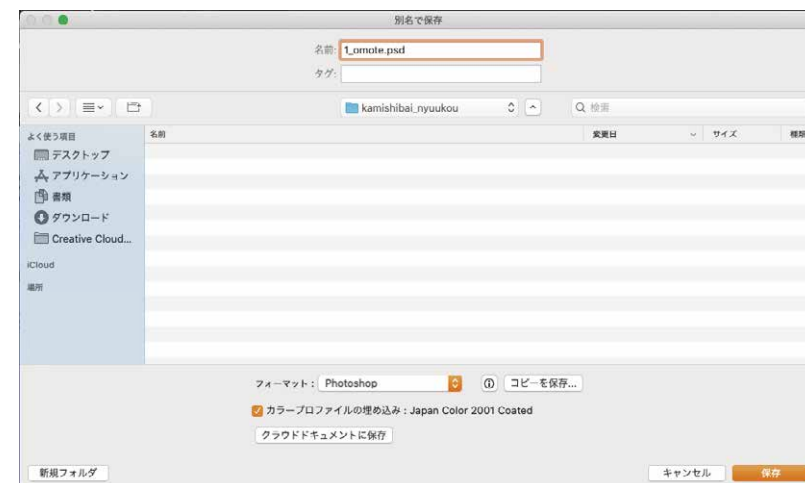 別名で保存
名前: 1_omote.psd
タグ:
kamishibai_nyuukou
検索
よく使う項目
デスクトップ
アプリケーション
書類
ダウンロード
Creative Cloud...
iCloud
場所
名前 変更日 サイズ 種類
フォーマット: Photoshop コピーを保存...
カラープロファイルの埋め込み : Japan Color 2001 Coated
クラウドドキュメントに保存
新規フォルダ キャンセル 保存